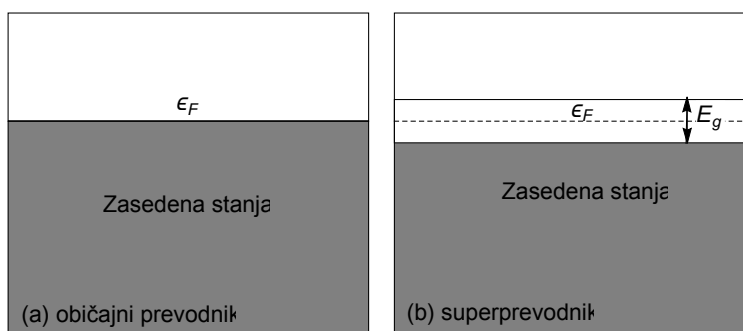 ϵF
Zasedena stanja
(a) običajni prevodnik
ϵF
Eg
Zasedena stanja
(b) superprevodnik